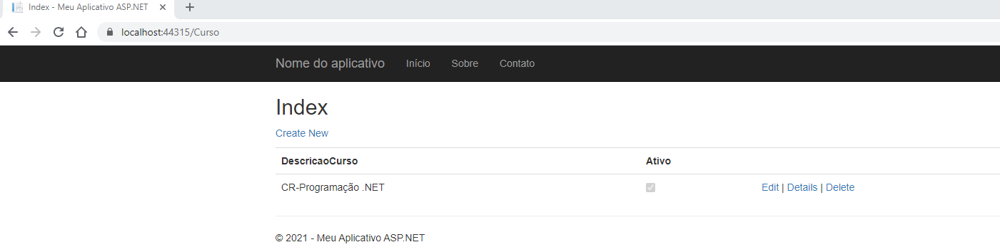 Index - Meu Aplicativo ASP.NET
localhost:44315/Curso
Nome do aplicativo Início Sobre Contato
Index
Create New
DescricaoCurso Ativo
CR-Programação .NET Edit | Details | Delete
© 2021 - Meu Aplicativo ASP.NET